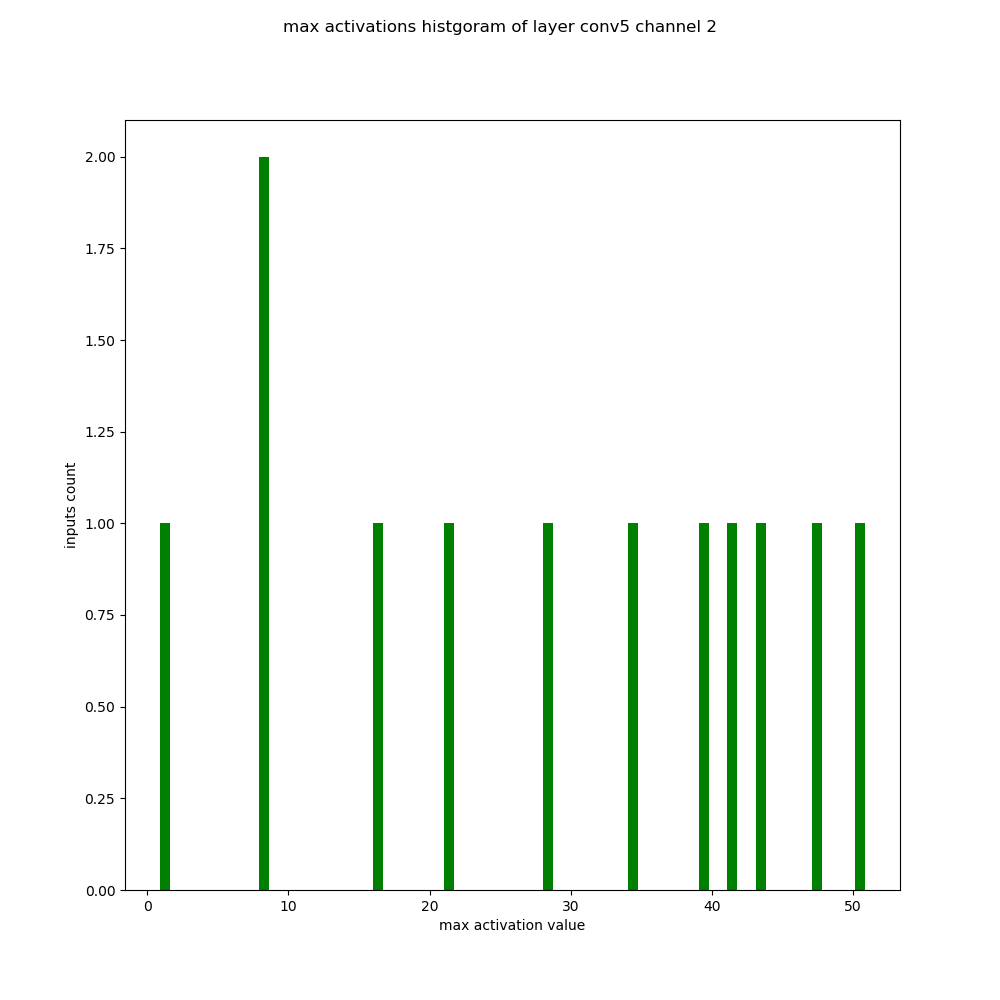 max activations histgoram of layer conv5 channel 2
2.00
1.75
1.50
1.25
1.00
0.75
0.50
0.25
0.00
inputs count
0 10 20 30 40 50
max activation value